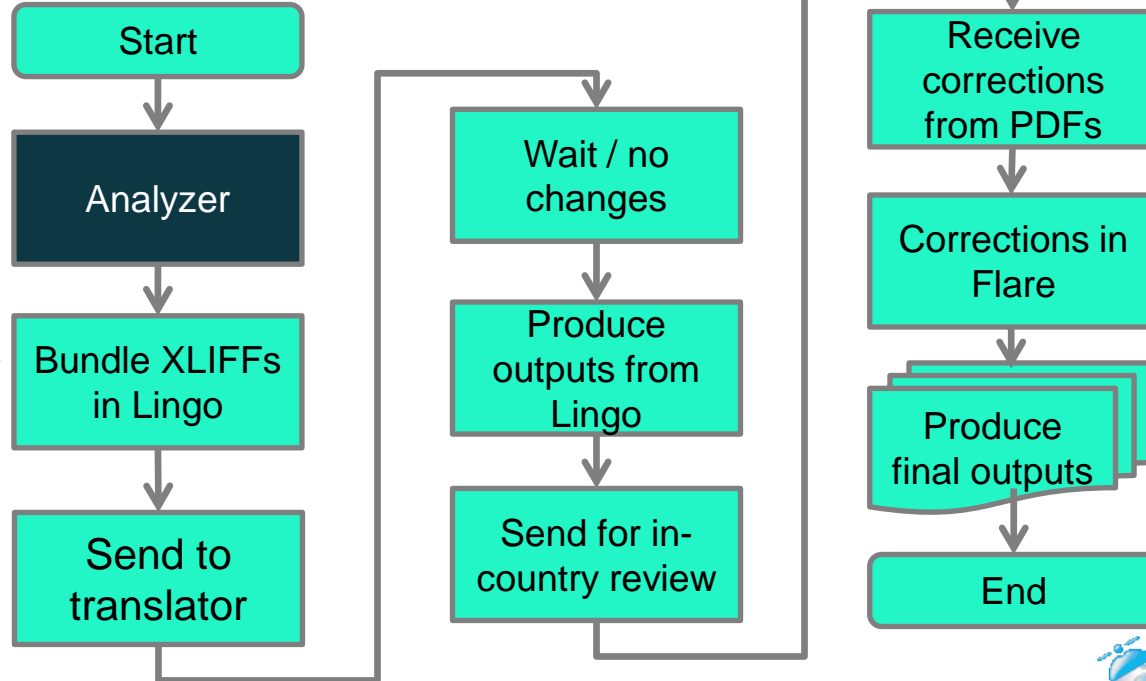 Start
Analyzer
Bundle XLIFFs
in Lingo
Send to
translator
Wait / no
changes
Produce
outputs from
Lingo
Send for in-
country review
Receive
corrections
from PDFs
Corrections in
Flare
Produce
final outputs
End